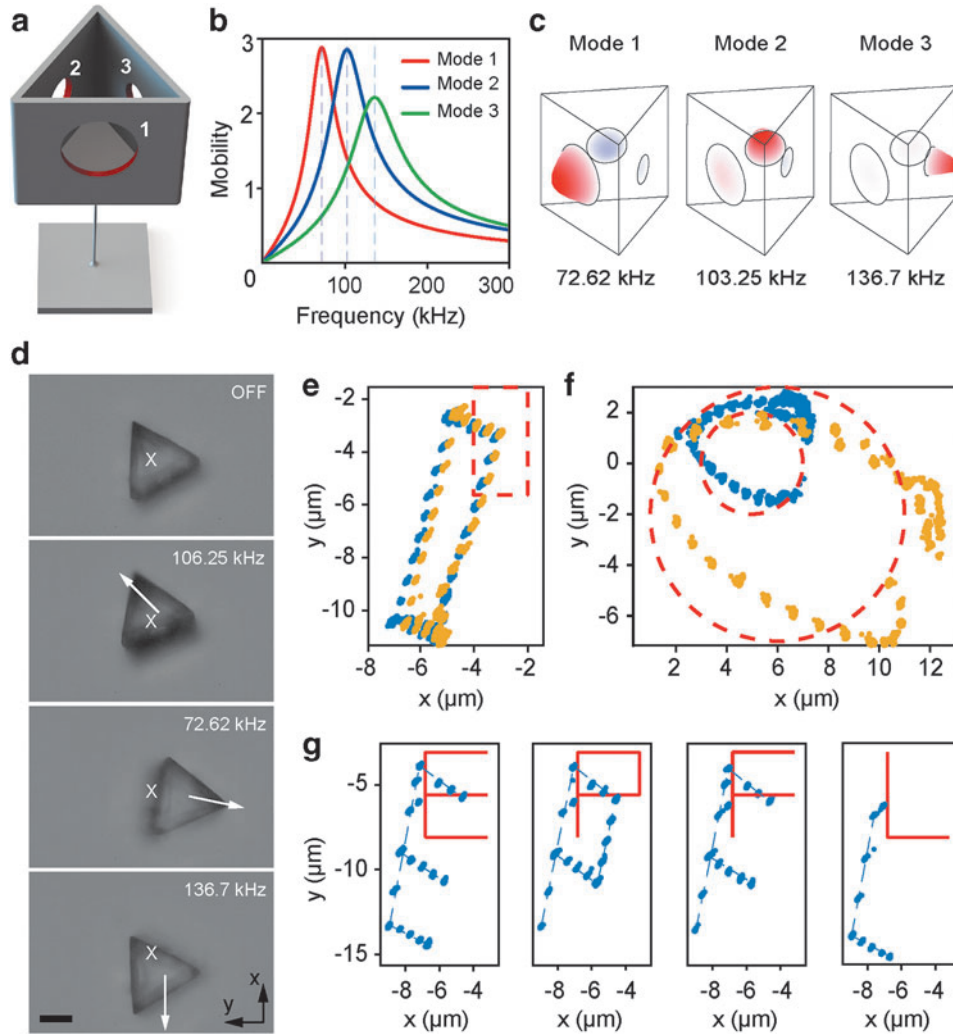 a
2
3
1
b
3
2
1
0
Mobility
Mode 1
Mode 2
Mode 3
100
200
300
Frequency (kHz)
c
Mode 1
Mode 2
Mode 3
72.62 kHz
103.25 kHz
136.7 kHz
d
OFF
X
106.25 kHz
X
72.62 kHz
X
136.7 kHz
X
x
y
e
-2
-4
-6
-8
-10
y (µm)
-8
-6
-4
-2
x (µm)
f
2
0
-2
-4
-6
y (µm)
2
4
6
8
10
12
x (µm)
g
-5
-10
-15
y (µm)
-8
-6
-4
x (µm)
-8
-6
-4
x (µm)
-8
-6
-4
x (µm)
-8
-6
-4
x (µm)